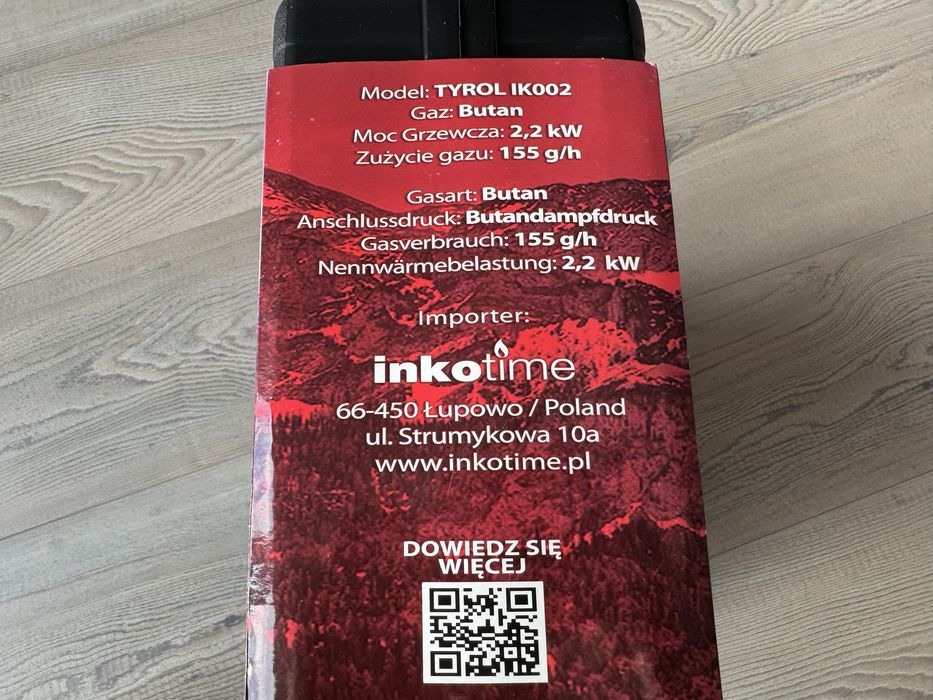 Model: TYROL IK002
Gaz: Butan
Moc Grzewcza: 2,2 kW
Zużycie gazu: 155 g/h
Gasart: Butan
Anschlussdruck: Butandampfdruck
Gasverbrauch: 155 g/h
Nennwärmebelastung: 2,2 kW
Importer:
inkotime
66-450 Łupowo / Poland
ul. Strumykowa 10a
www.inkotime.pl
DOWIEDZ SIĘ
WIĘCEJ